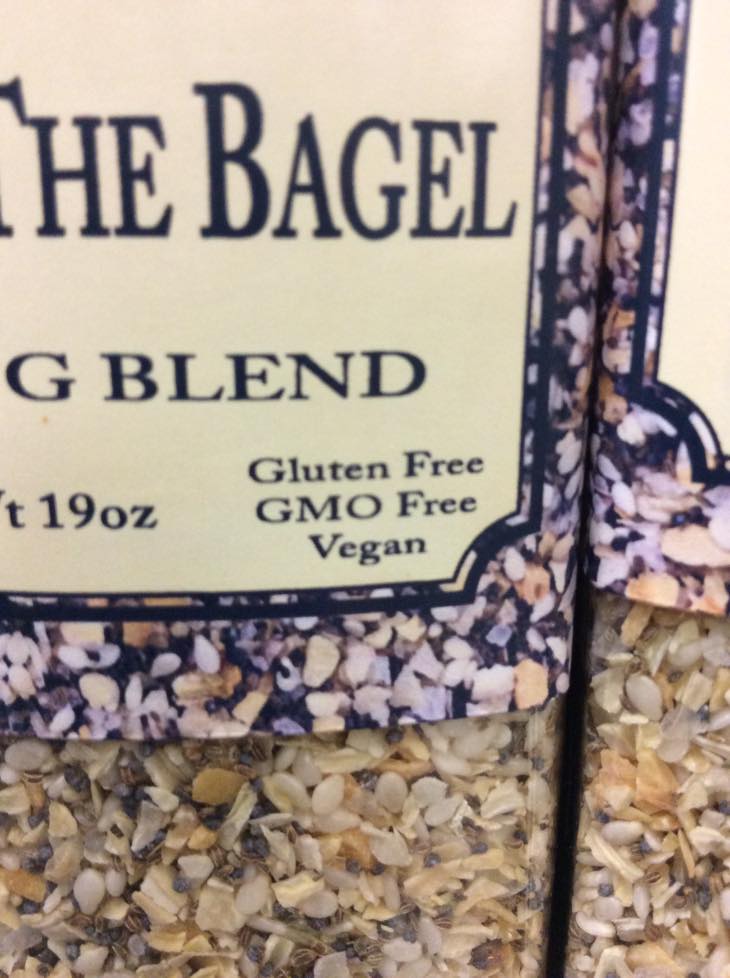 THE BAGEL
G BLEND
t 19oz
Gluten Free
GMO Free
Vegan